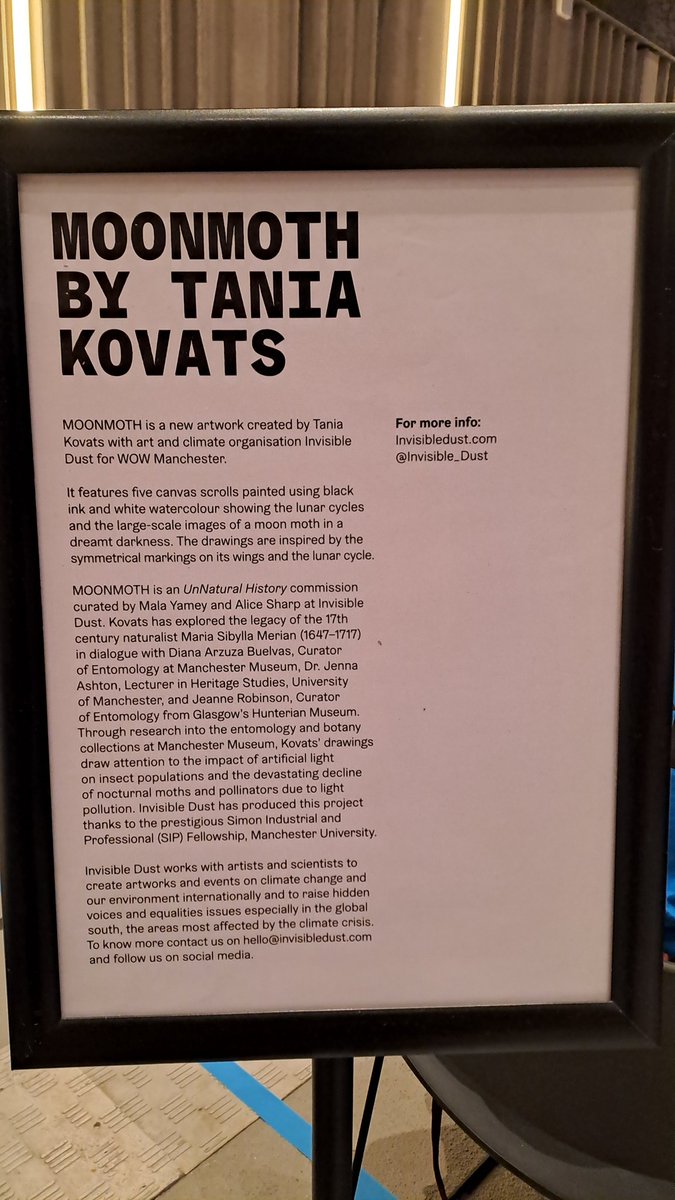 MOONMOTH
BY TANIA
KOVATS
MOONMOTH is a new artwork created by Tania
Kovats with art and climate organisation Invisible
Dust for WOW Manchester.
It features five canvas scrolls painted using black
ink and white watercolour showing the lunar cycles
and the large-scale images of a moon moth in a
dreamt darkness. The drawings are inspired by the
symmetrical markings on its wings and the lunar cycle.
MOONMOTH is an UnNatural History commission
curated by Mala Yamey and Alice Sharp at Invisible
Dust. Kovats has explored the legacy of the 17th
century naturalist Maria Sibylla Merian (1647–1717)
in dialogue with Diana Arzuza Buelvas, Curator
of Entomology at Manchester Museum, Dr. Jenna
Ashton, Lecturer in Heritage Studies, University
of Manchester, and Jeanne Robinson, Curator
of Entomology from Glasgow's Hunterian Museum.
Through research into the entomology and botany
collections at Manchester Museum, Kovats' drawings
draw attention to the impact of artificial light
on insect populations and the devastating decline
of nocturnal moths and pollinators due to light
pollution. Invisible Dust has produced this project
thanks to the prestigious Simon Industrial and
Professional (SIP) Fellowship, Manchester University.
Invisible Dust works with artists and scientists to
create artworks and events on climate change and
our environment internationally and to raise hidden
voices and equalities issues especially in the global
south, the areas most affected by the climate crisis.
To know more contact us on hello@invisibledust.com
and follow us on social media.
For more info:
Invisibledust.com
@Invisible_Dust